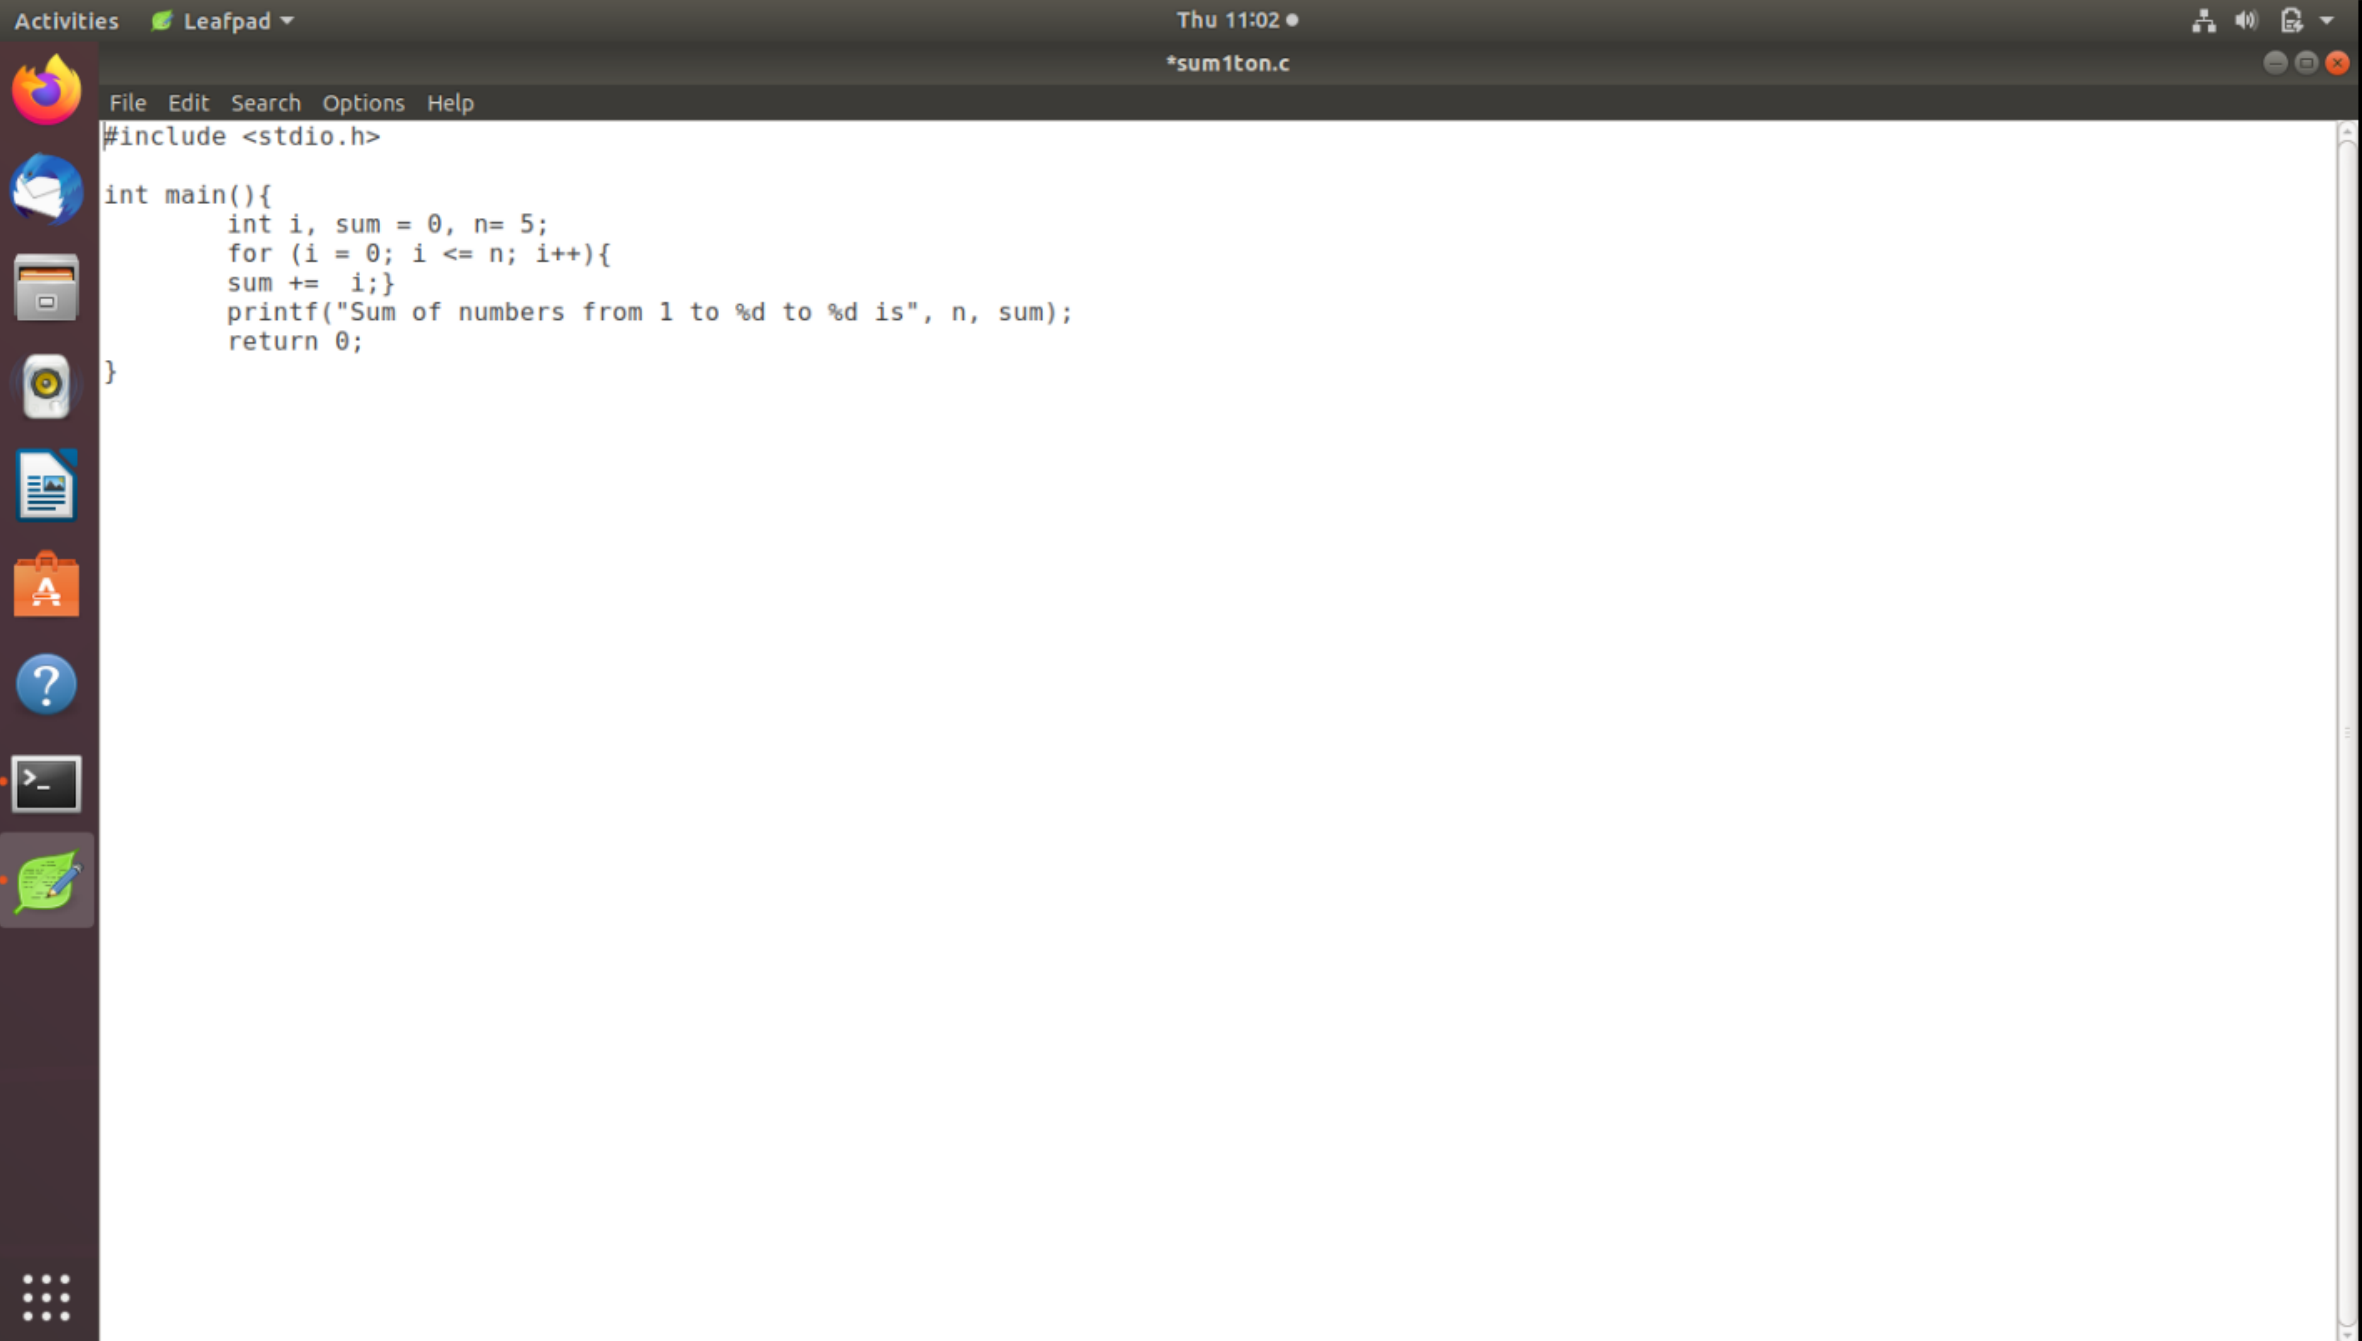 Activities Leafpad Thu 11:02
*sum1ton.c
File Edit Search Options Help
#include <stdio.h>

int main(){
        int i, sum = 0, n= 5;
        for (i = 0; i <= n; i++){
        sum +=  i;}
        printf("Sum of numbers from 1 to %d to %d is", n, sum);
        return 0;
}